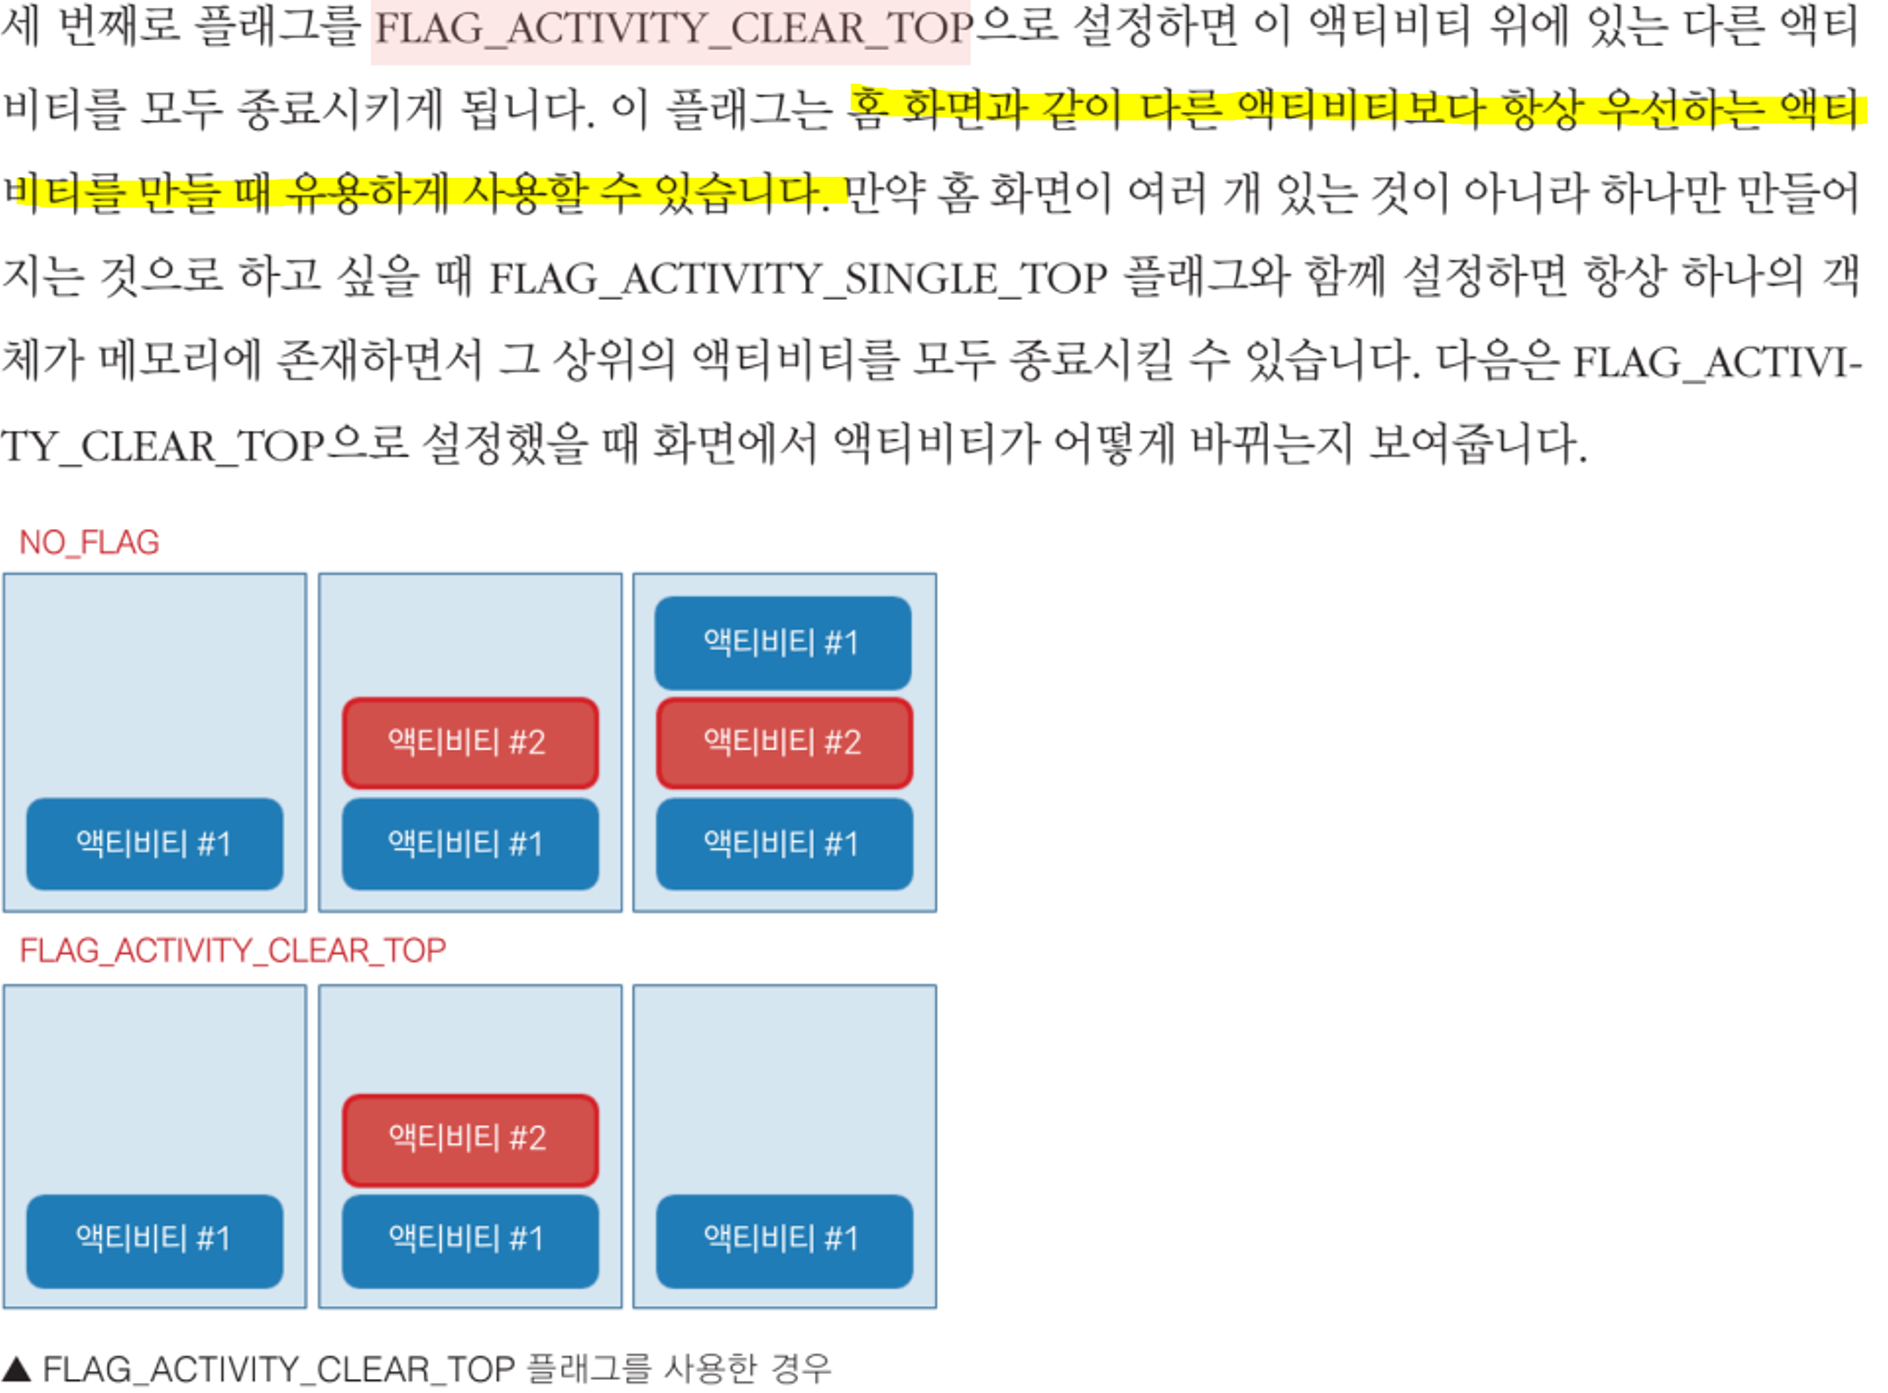 세 번째로 플래그를 FLAG_ACTIVITY_CLEAR_TOP으로 설정하면 이 액티비티 위에 있는 다른 액티
비티를 모두 종료시키게 됩니다. 이 플래그는 홈 화면과 같이 다른 액티비티보다 항상 우선하는 액티
비티를 만들 때 유용하게 사용할 수 있습니다. 만약 홈 화면이 여러 개 있는 것이 아니라 하나만 만들어
지는 것으로 하고 싶을 때 FLAG_ACTIVITY_SINGLE_TOP 플래그와 함께 설정하면 항상 하나의 객
체가 메모리에 존재하면서 그 상위의 액티비티를 모두 종료시킬 수 있습니다. 다음은 FLAG_ACTIVI-
TY_CLEAR_TOP으로 설정했을 때 화면에서 액티비티가 어떻게 바뀌는지 보여줍니다.
NO_FLAG
액티비티 #1
액티비티 #2
액티비티 #1
액티비티 #1
액티비티 #2
액티비티 #1
FLAG_ACTIVITY_CLEAR_TOP
액티비티 #1
액티비티 #2
액티비티 #1
액티비티 #1
▲ FLAG_ACTIVITY_CLEAR_TOP 플래그를 사용한 경우